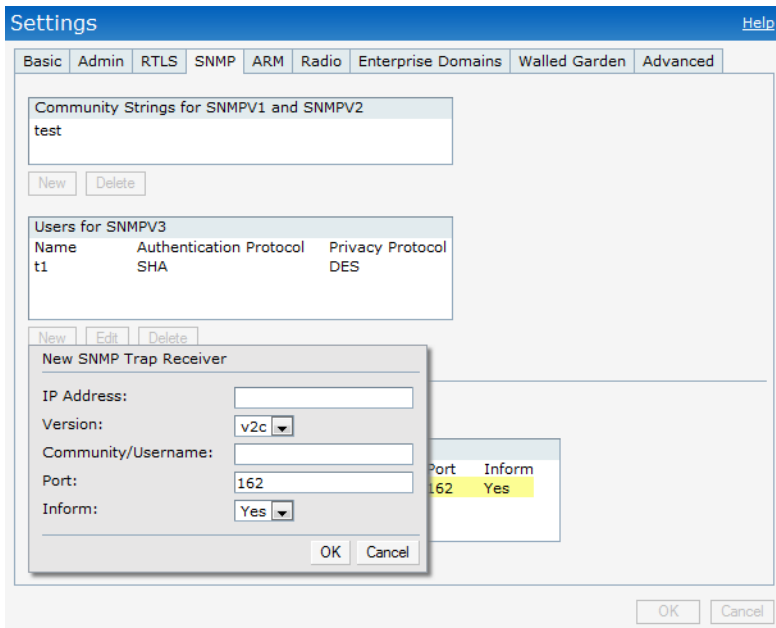 Settings
Help
Basic Admin RTLS SNMP ARM Radio Enterprise Domains Walled Garden Advanced
Community Strings for SNMPV1 and SNMPV2
test
New Delete
Users for SNMPV3
Name Authentication Protocol Privacy Protocol
t1 SHA DES
New Edit Delete
New SNMP Trap Receiver
IP Address:
Version: v2c
Community/Username:
Port: 162
Inform: Yes
OK Cancel
Port Inform
162 Yes
OK Cancel